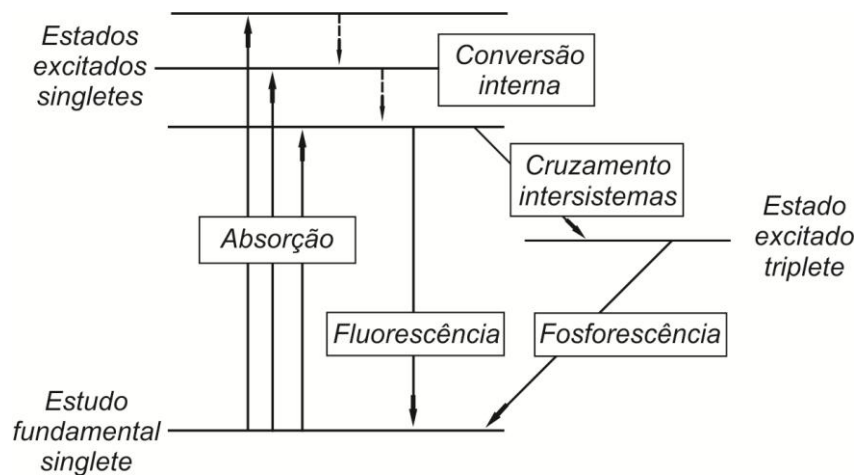 Estados
excitados
singletes
Conversão
interna
Cruzamento
intersistemas
Estado
excitado
triplete
Absorção
Fluorescência
Fosforescência
Estudo
fundamental
singlete